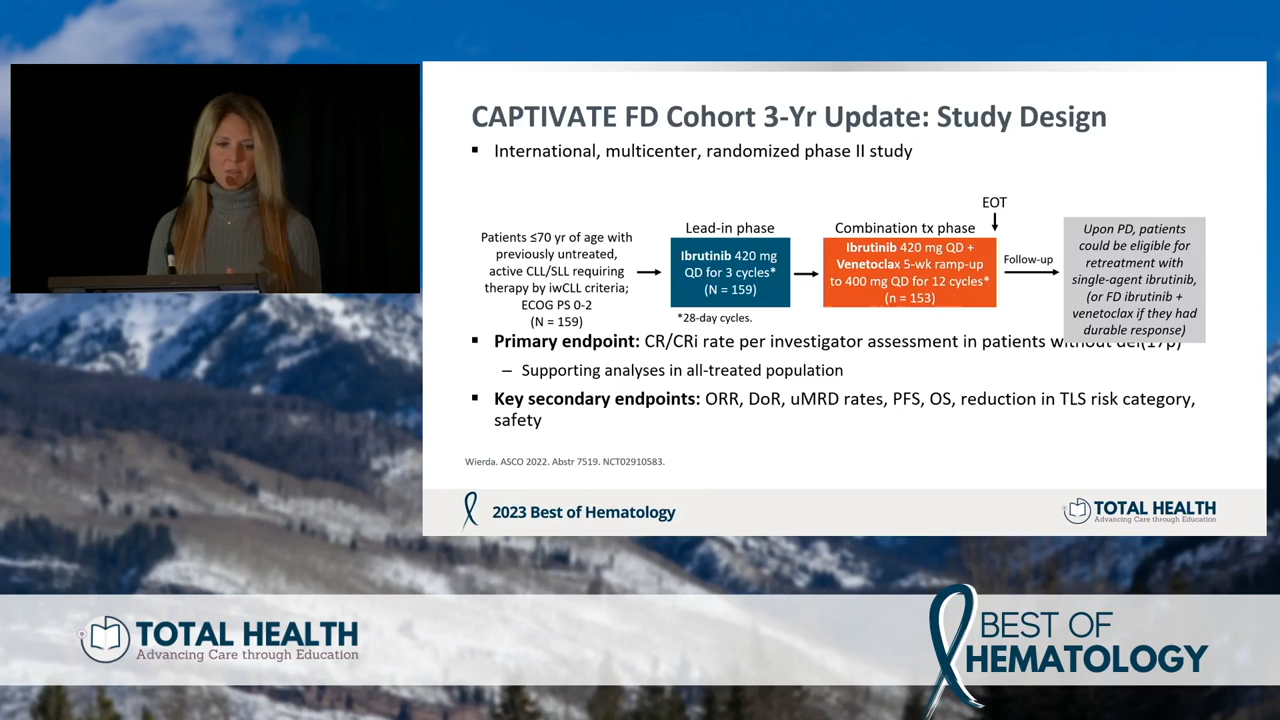 CAPTIVATE FD Cohort 3-Yr Update: Study Design
▪ International, multicenter, randomized phase II study
EOT
Lead-in phase
Combination tx phase
Patients ≤70 yr of age with
previously untreated,
active CLL/SLL requiring
therapy by iwCLL criteria;
ECOG PS 0-2
(N = 159)
Ibrutinib 420 mg
QD for 3 cycles*
(N = 159)
*28-day cycles.
Ibrutinib 420 mg QD +
Venetoclax 5-wk ramp-up
to 400 mg QD for 12 cycles*
(n = 153)
Follow-up
Upon PD, patients
could be eligible for
retreatment with
single-agent ibrutinib,
(or FD ibrutinib +
venetoclax if they had
durable response)
▪ Primary endpoint: CR/CRi rate per investigator assessment in patients without del(17p)
– Supporting analyses in all-treated population
▪ Key secondary endpoints: ORR, DoR, uMRD rates, PFS, OS, reduction in TLS risk category,
safety
Wierda. ASCO 2022. Abstr 7519. NCT02910583.
2023 Best of Hematology
TOTAL HEALTH
Advancing Care through Education
TOTAL HEALTH
Advancing Care through Education
BEST OF
HEMATOLOGY